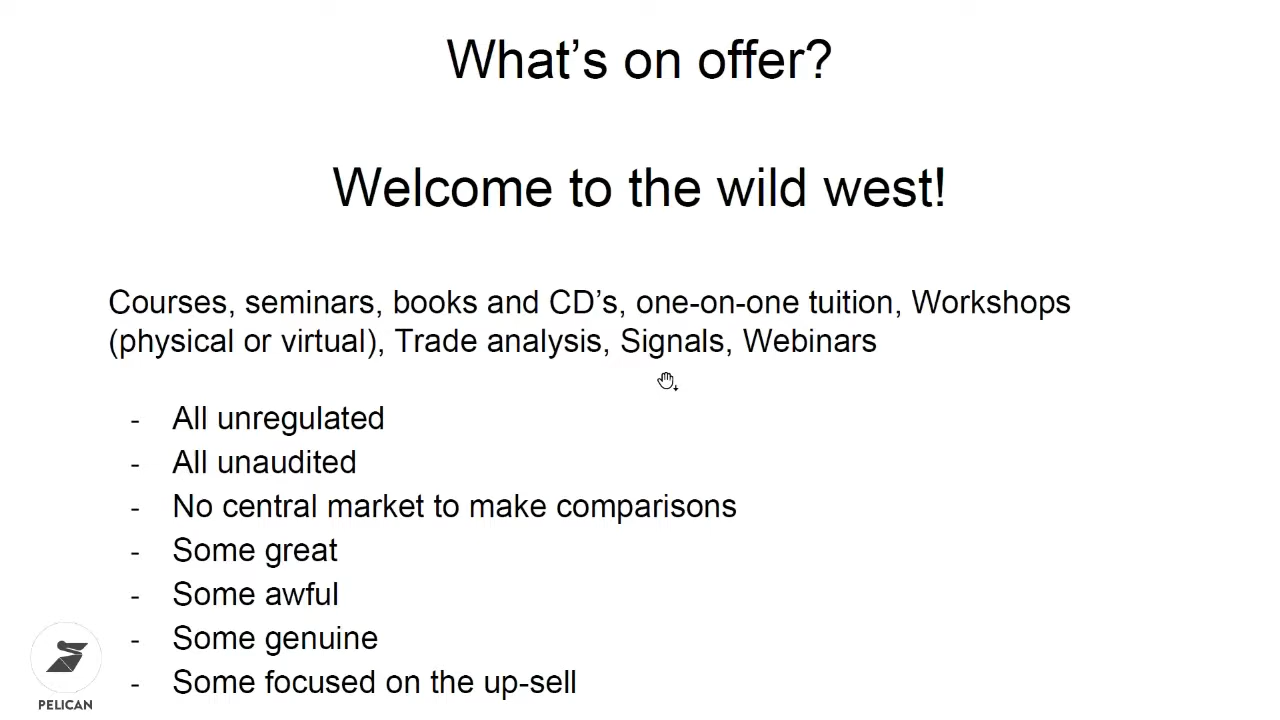 What's on offer?
Welcome to the wild west!
Courses, seminars, books and CD's, one-on-one tuition, Workshops
(physical or virtual), Trade analysis, Signals, Webinars
- All unregulated
- All unaudited
- No central market to make comparisons
- Some great
- Some awful
- Some genuine
- Some focused on the up-sell
PELICAN